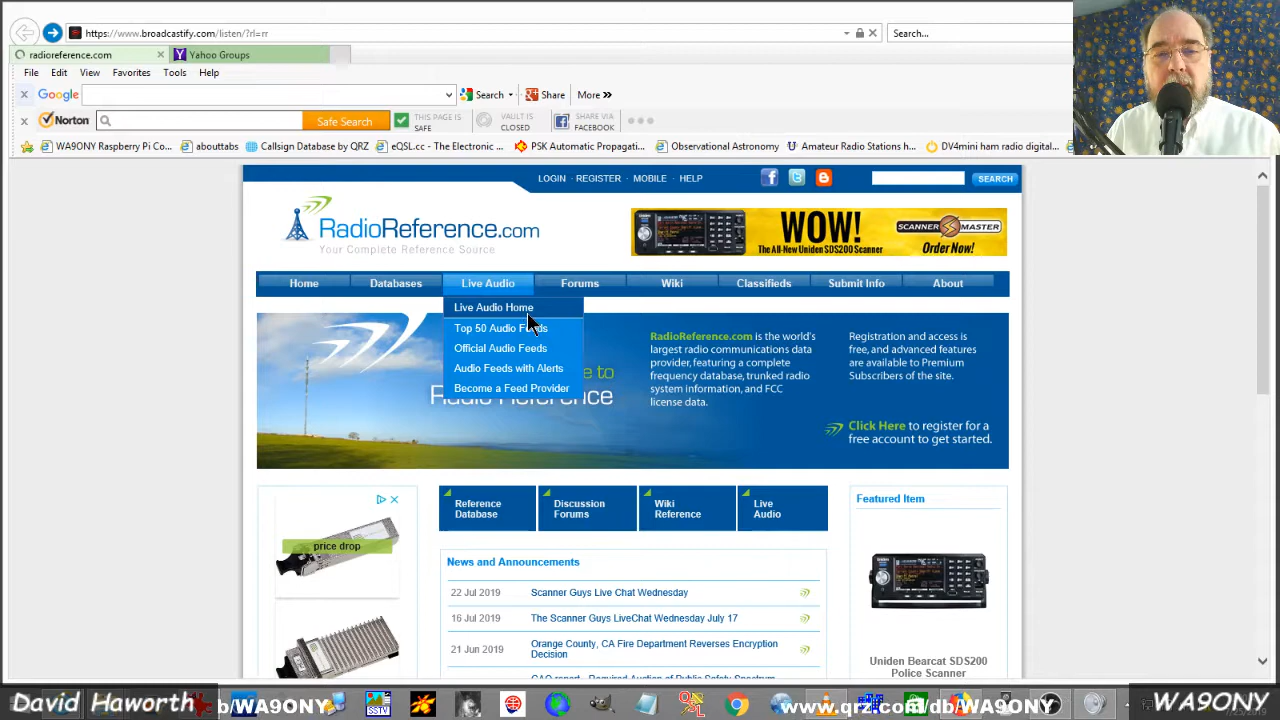 https://www.broadcastify.com/listen/?rl=rr
Search...
radioreference.com
Yahoo Groups
File Edit View Favorites Tools Help
Google
Search
Share
More »
Norton
Safe Search
THIS PAGE IS
SAFE
VAULT IS
CLOSED
SHARE VIA
FACEBOOK
WA9ONY Raspberry Pi Co...
abouttabs
Callsign Database by QRZ
eQSL.cc - The Electronic ...
PSK Automatic Propagati...
Observational Astronomy
Amateur Radio Stations h...
DV4mini ham radio digital...
LOGIN · REGISTER · MOBILE · HELP
SEARCH
RadioReference.com
Your Complete Reference Source
WOW!
The All-New Uniden SDS200 Scanner
SCANNER MASTER
Order Now!
Home
Databases
Live Audio
Forums
Wiki
Classifieds
Submit Info
About
Live Audio Home
Top 50 Audio Feeds
Official Audio Feeds
Audio Feeds with Alerts
Become a Feed Provider
to
Radio Reference
RadioReference.com is the world's
largest radio communications data
provider, featuring a complete
frequency database, trunked radio
system information, and FCC
license data.
Registration and access is
free, and advanced features
are available to Premium
Subscribers of the site.
Click Here to register for a
free account to get started.
price drop
Reference
Database
Discussion
Forums
Wiki
Reference
Live
Audio
Featured Item
News and Announcements
22 Jul 2019 Scanner Guys Live Chat Wednesday
16 Jul 2019 The Scanner Guys LiveChat Wednesday July 17
21 Jun 2019 Orange County, CA Fire Department Reverses Encryption
Decision
Uniden Bearcat SDS200
Police Scanner
David Haworth
db/WA9ONY
SSTV
www.qrz.com/db/WA9ONY
WA9ONY